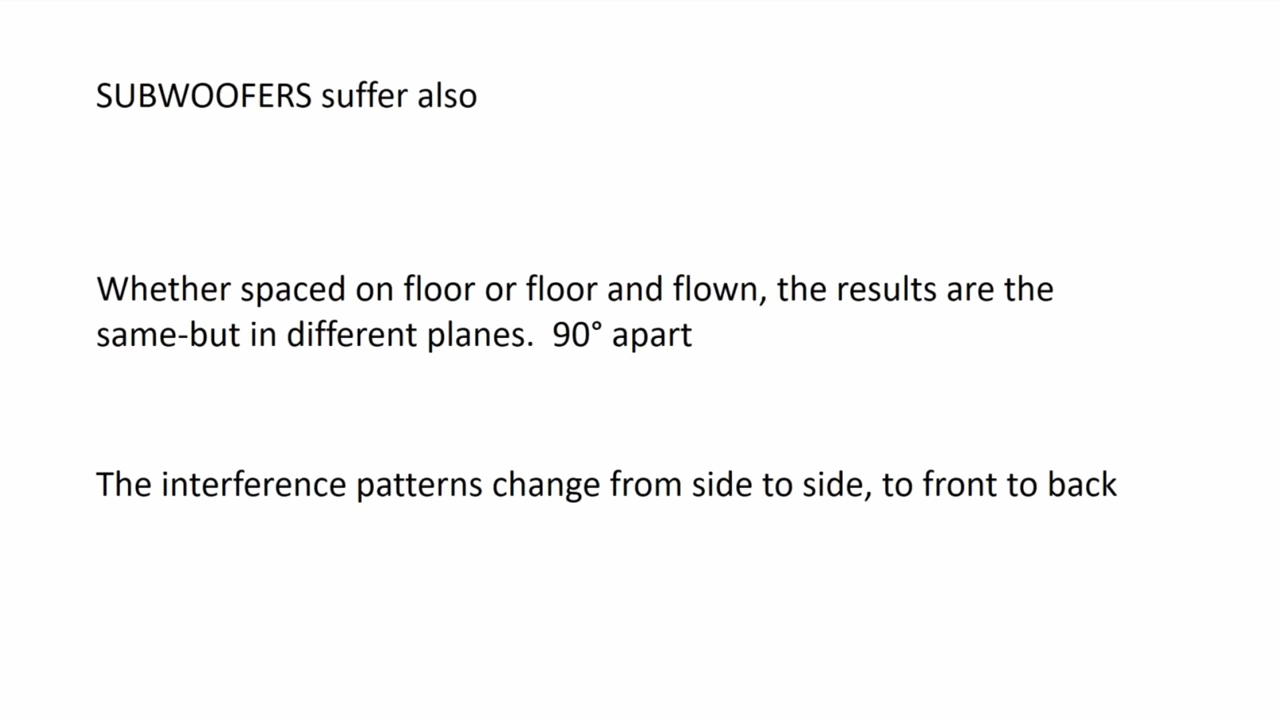 SUBWOOFERS suffer also
Whether spaced on floor or floor and flown, the results are the
same-but in different planes.  90° apart
The interference patterns change from side to side, to front to back